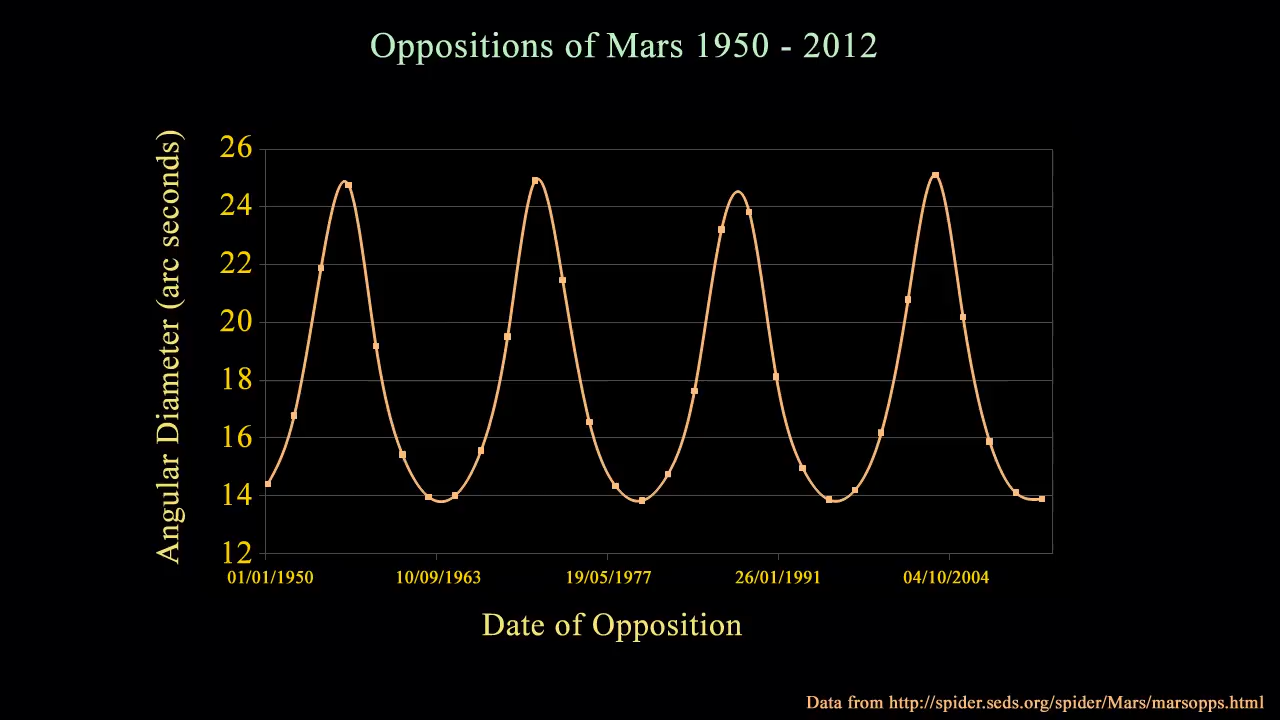 Oppositions of Mars 1950 - 2012
Angular Diameter (arc seconds)
26
24
22
20
18
16
14
12
01/01/1950 10/09/1963 19/05/1977 26/01/1991 04/10/2004
Date of Opposition
Data from http://spider.seds.org/spider/Mars/marsopps.html